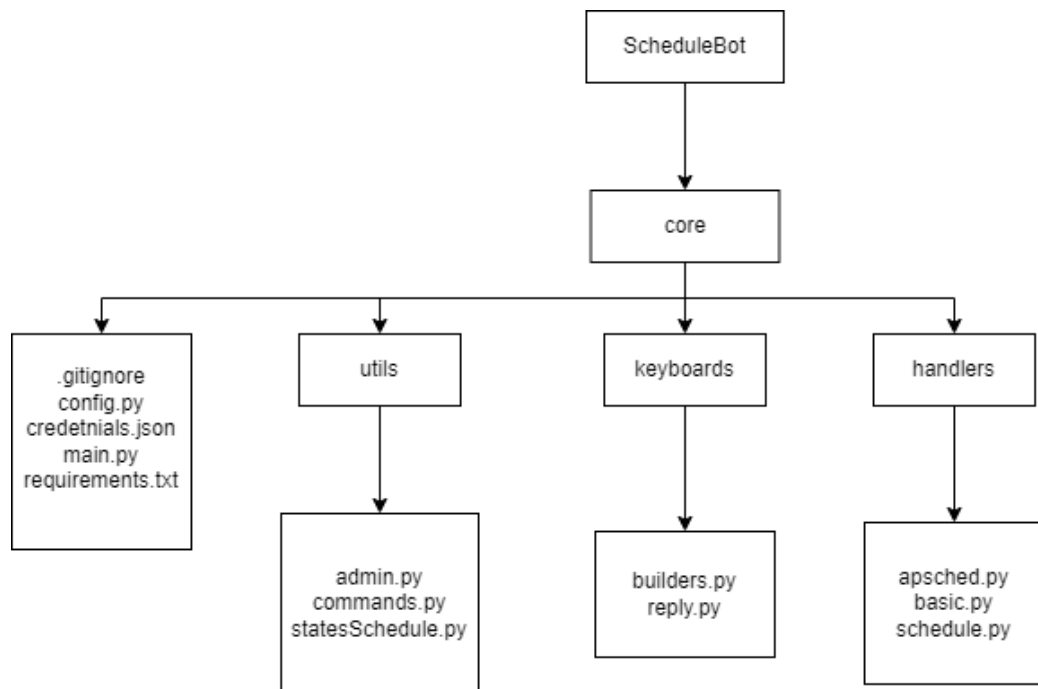 ScheduleBot
core
.gitignore
config.py
credetnials.json
main.py
requirements.txt
utils
keyboards
handlers
admin.py
commands.py
statesSchedule.py
builders.py
reply.py
apsched.py
basic.py
schedule.py